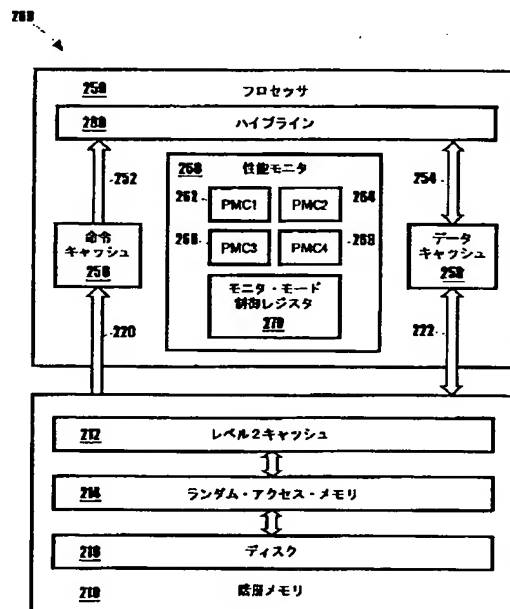 200
250 プロセッサ
280 パイプライン
252
260 性能モニタ
254
262 PMC1 PMC2 264
266 PMC3 PMC4 268
命令
キャッシュ
256
データ
キャッシュ
258
モニタ・モード
制御レジスタ
270
220
222
212 レベル2キャッシュ
214 ランダム・アクセス・メモリ
216 ディスク
210 階層メモリ